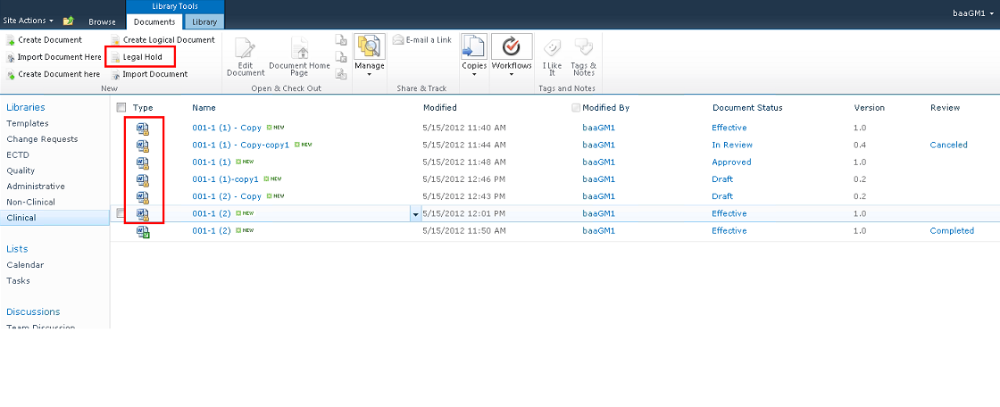 Library Tools
baaGM1
Site Actions Browse Documents Library
Create Document Create Logical Document E-mail a Link
Import Document Here Legal Hold
Create Document here Import Document
Edit Document Document Home Page Manage Copies Workflows I Like It Tags & Notes
New Open & Check Out Share & Track Tags and Notes
Libraries
Templates
Change Requests
ECTD
Quality
Administrative
Non-Clinical
Clinical
Lists
Calendar
Tasks
Discussions
Team Discussion
Type Name Modified Modified By Document Status Version Review
001-1 (1) - Copy NEW 5/15/2012 11:40 AM baaGM1 Effective 1.0
001-1 (1) - Copy-copy1 NEW 5/15/2012 11:44 AM baaGM1 In Review 0.4 Canceled
001-1 (1) NEW 5/15/2012 11:48 AM baaGM1 Approved 1.0
001-1 (1)-copy1 NEW 5/15/2012 12:46 PM baaGM1 Draft 0.2
001-1 (2) - Copy NEW 5/15/2012 12:43 PM baaGM1 Draft 0.2
001-1 (2) NEW 5/15/2012 12:01 PM baaGM1 Effective 1.0
001-1 (2) NEW 5/15/2012 11:50 AM baaGM1 Effective 1.0 Completed